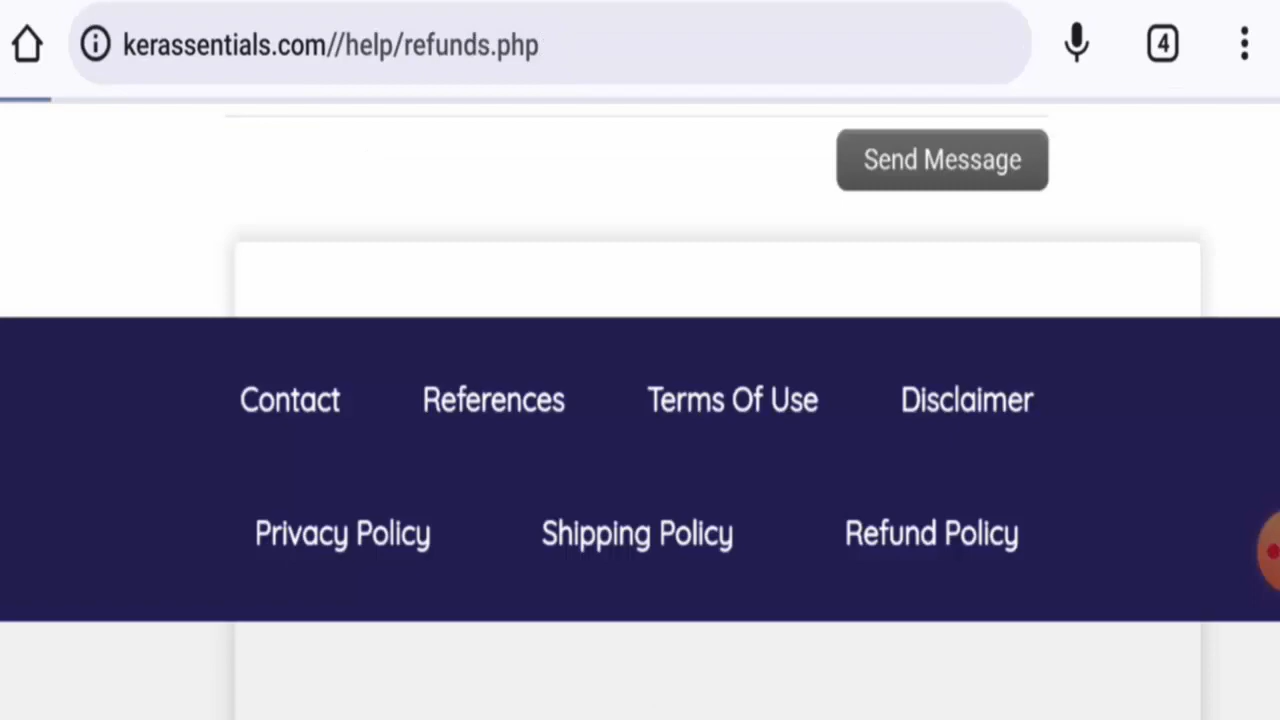 kerassentials.com//help/refunds.php 4
Send Message
Contact References Terms Of Use Disclaimer
Privacy Policy Shipping Policy Refund Policy